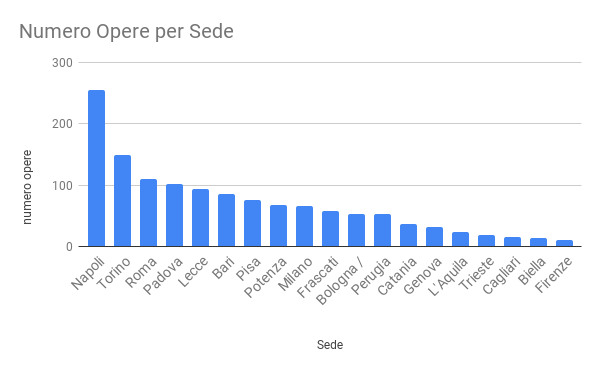 Numero Opere per Sede
numero opere
300
200
100
0
Napoli
Torino
Roma
Padova
Lecce
Bari
Pisa
Potenza
Milano
Frascati
Bologna /
Perugia
Catania
Genova
L'Aquila
Trieste
Cagliari
Biella
Firenze
Sede